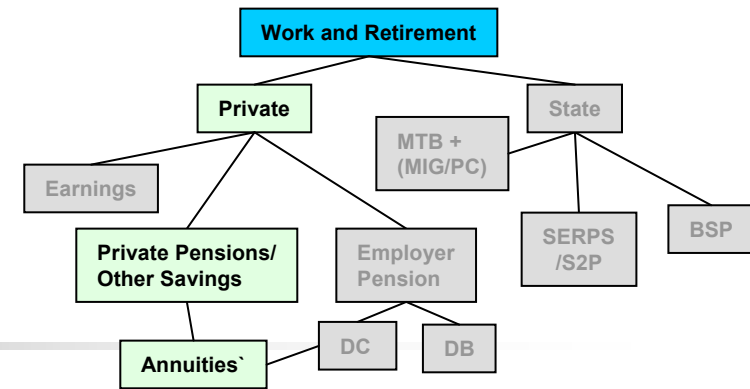 Work and Retirement
Private
State
MTB +
(MIG/PC)
Earnings
Private Pensions/
Other Savings
Employer
Pension
SERPS
/S2P
BSP
Annuities`
DC
DB